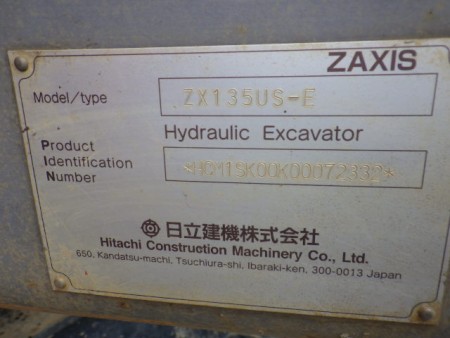 ZAXIS
Model/type ZX135US-E
Hydraulic Excavator
Product
Identification
Number
日立建機株式会社
Hitachi Construction Machinery Co., Ltd.
650, Kandatsu-machi, Tsuchiura-shi, Ibaraki-ken, 300-0013 Japan